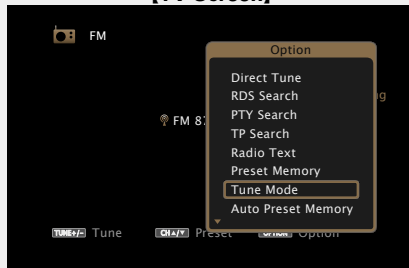 [TV Screen]
FM
Option
Direct Tune
RDS Search
PTY Search
TP Search
Radio Text
Preset Memory
Tune Mode
Auto Preset Memory
FM 87
TUNE+/- Tune CH▲/▼ Preset OPTION Option